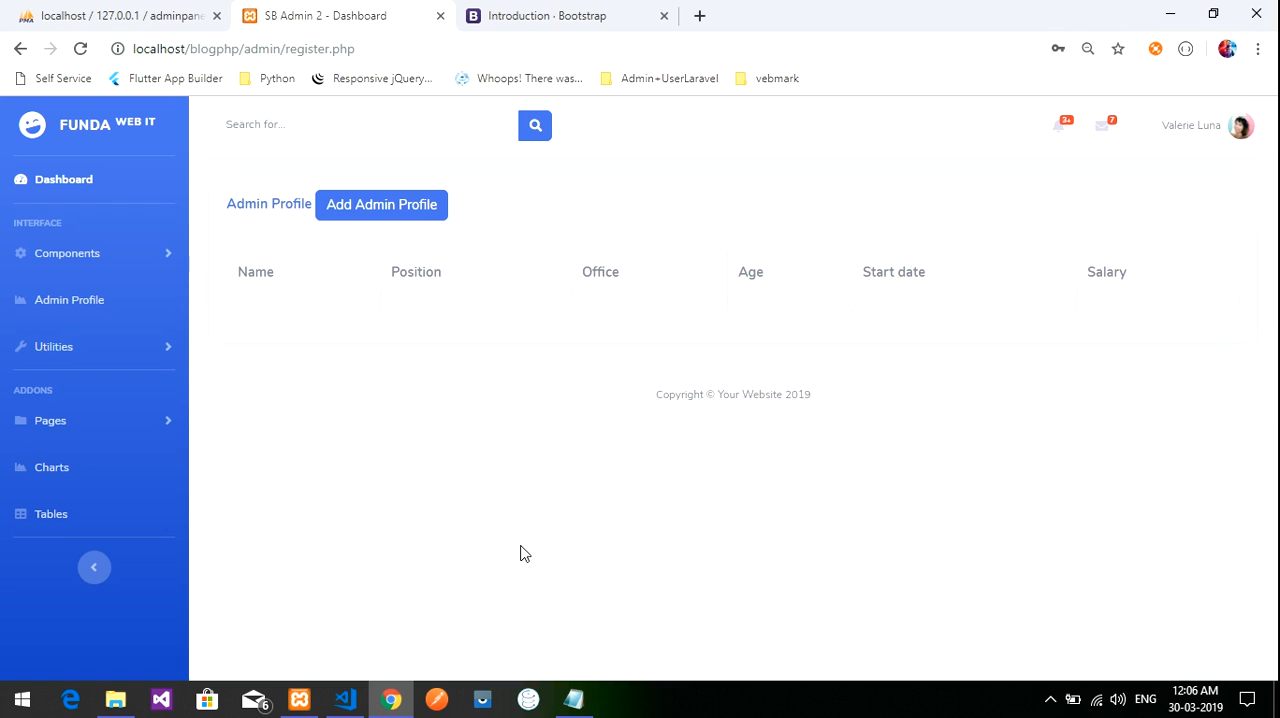 localhost / 127.0.0.1 / adminpane
SB Admin 2 - Dashboard
Introduction · Bootstrap
localhost/blogphp/admin/register.php
Self Service
Flutter App Builder
Python
Responsive jQuery...
Whoops! There was...
Admin+UserLaravel
vebmark
FUNDA WEB IT
Search for...
3+
7
Valerie Luna
Dashboard
INTERFACE
Components
Admin Profile
Utilities
ADDONS
Pages
Charts
Tables
Admin Profile
Add Admin Profile
Name Position Office Age Start date Salary
Copyright © Your Website 2019
6
ENG
12:06 AM
30-03-2019